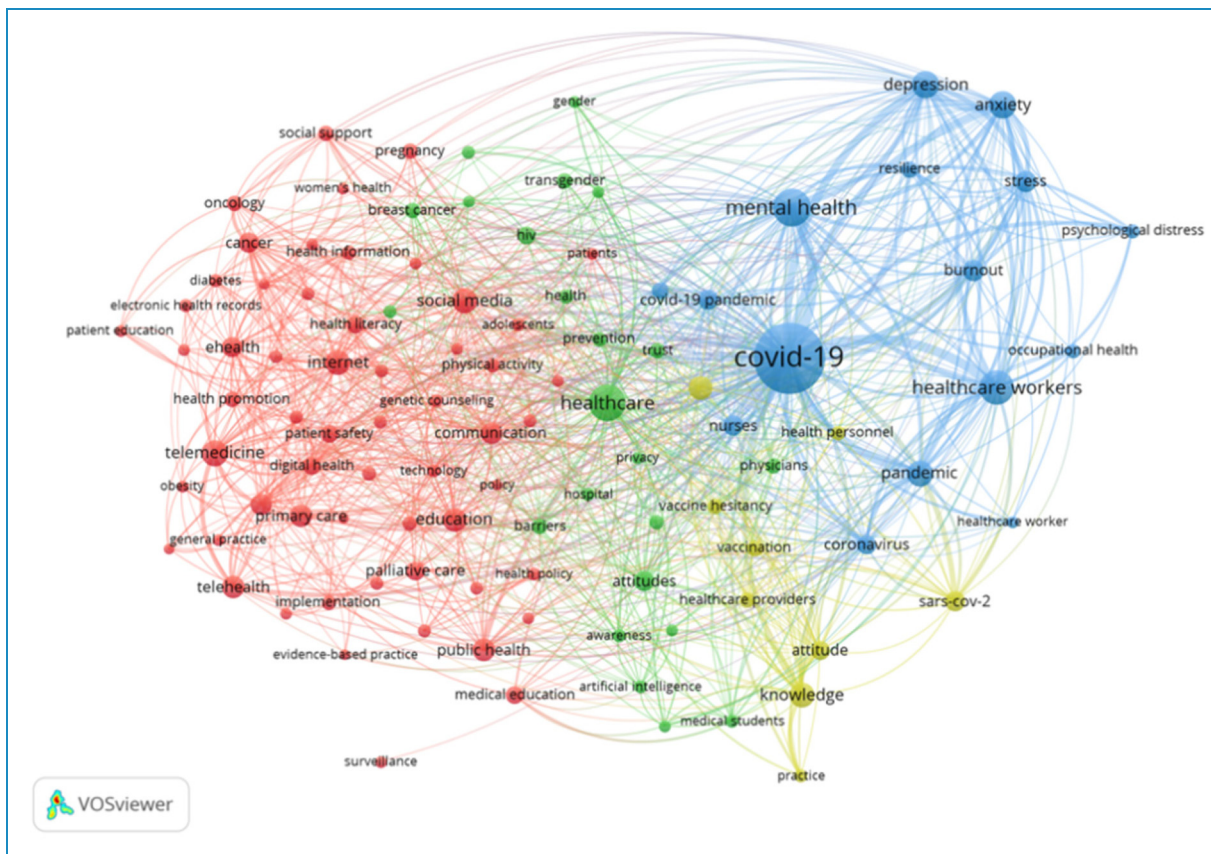 depression
gender
anxiety
social support
pregnancy
resilience
transgender
stress
women's health
oncology
mental health
breast cancer
psychological distress
hiv
cancer
health information
patients
burnout
diabetes
health
covid-19 pandemic
social media
electronic health records
health literacy
adolescents
patient education
prevention
ehealth
trust
occupational health
covid-19
internet
physical activity
healthcare workers
health promotion
genetic counseling
healthcare
nurses
health personnel
patient safety
communication
telemedicine
privacy
digital health
technology
physicians
pandemic
obesity
policy
hospital
vaccine hesitancy
primary care
education
barriers
healthcare worker
general practice
vaccination
coronavirus
palliative care
health policy
attitudes
telehealth
implementation
healthcare providers
sars-cov-2
awareness
evidence-based practice
public health
attitude
artificial intelligence
medical education
knowledge
medical students
surveillance
practice
VOSviewer